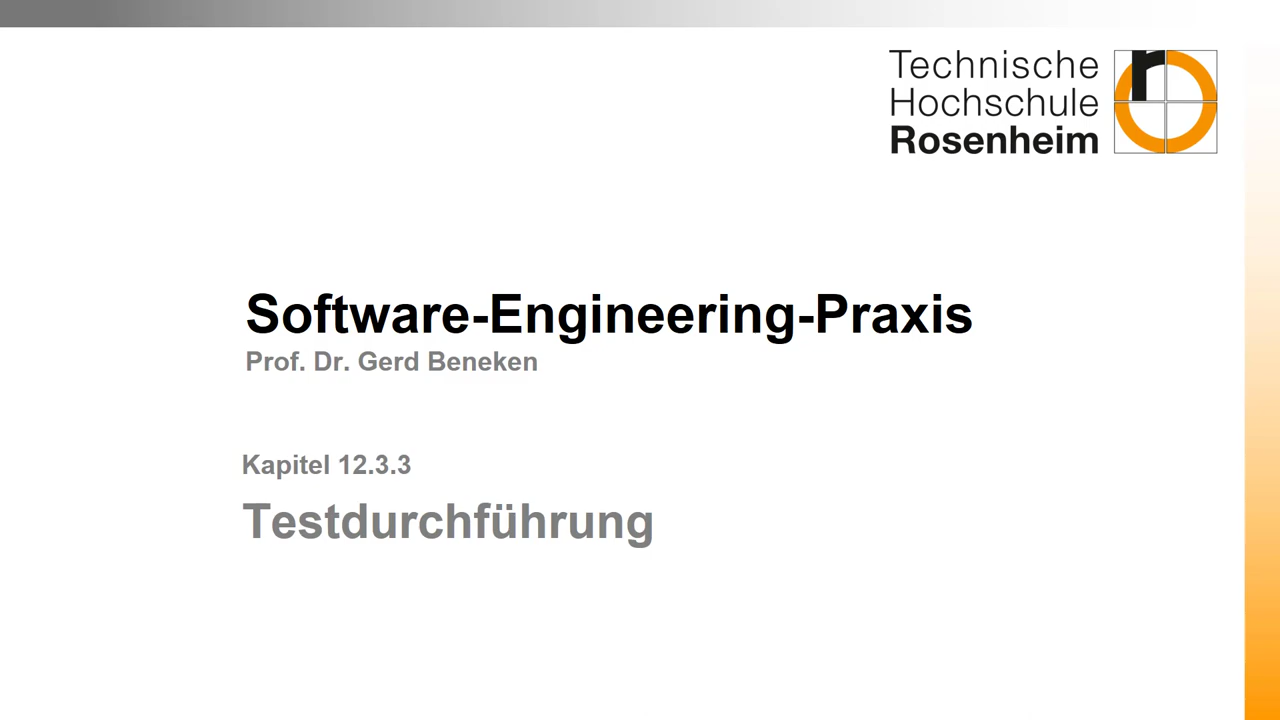 Technische
Hochschule
Rosenheim
Software-Engineering-Praxis
Prof. Dr. Gerd Beneken
Kapitel 12.3.3
Testdurchführung